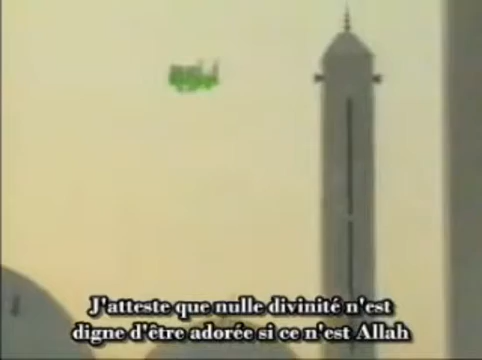 J'atteste que nulle divinité n'est
digne d'être adorée si ce n'est Allah